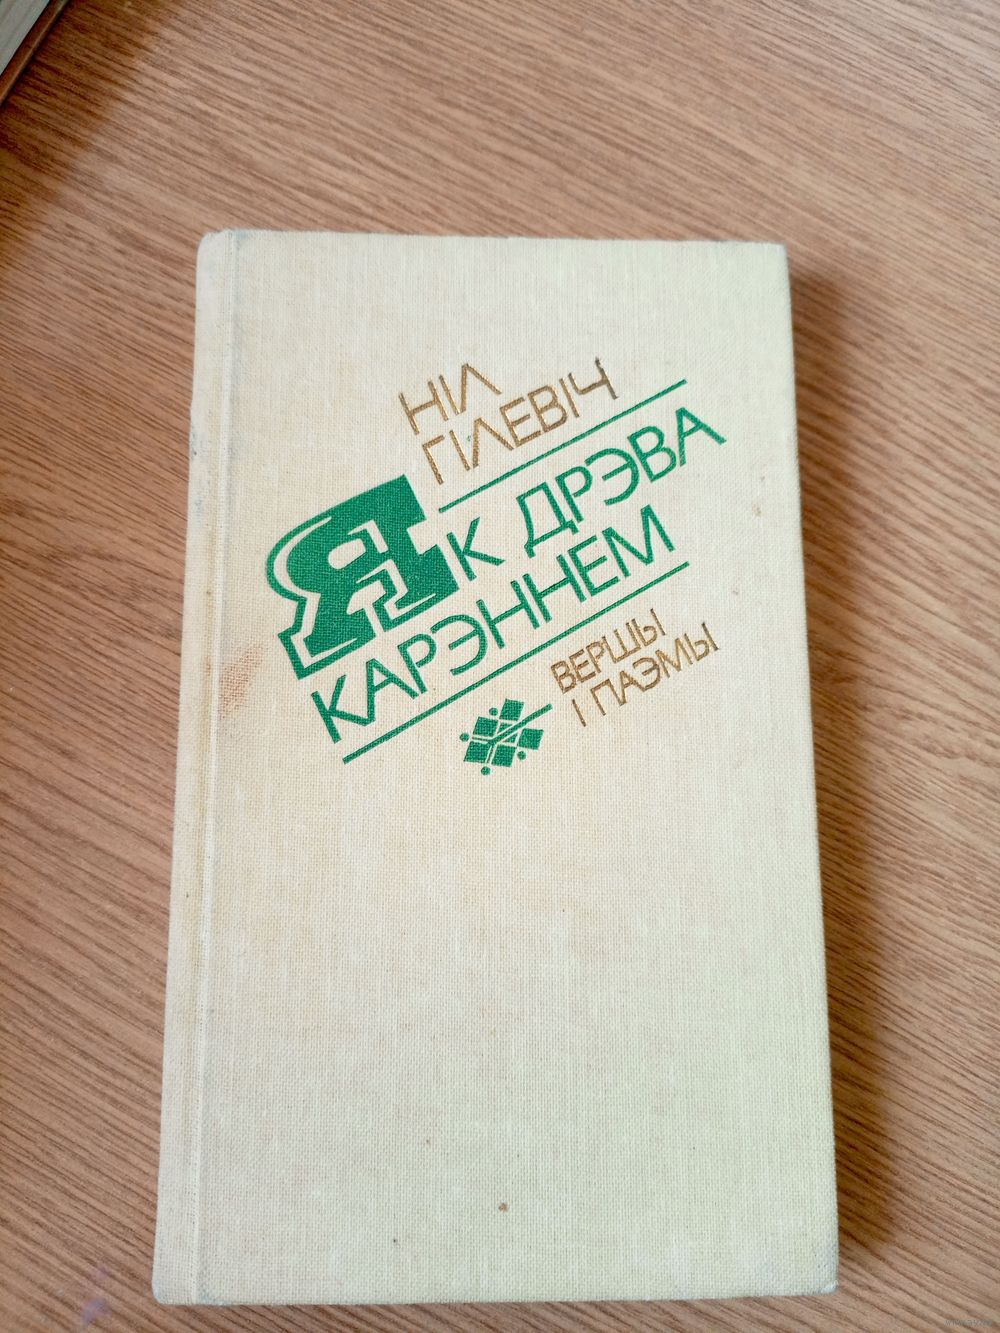 НІЛ
ГІЛЕВІЧ
ЯК ДРЭВА
КАРЭННЕМ
ВЕРШЫ
І ПАЭМЫ